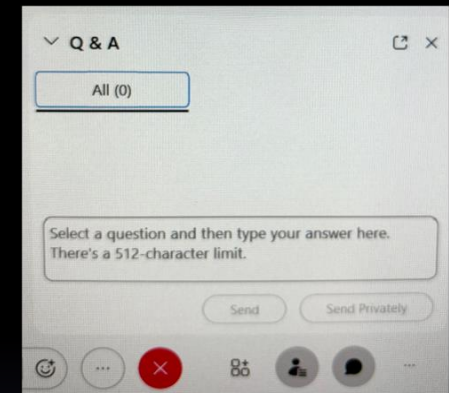 Q & A
All (0)
Select a question and then type your answer here.
There's a 512-character limit.
Send
Send Privately